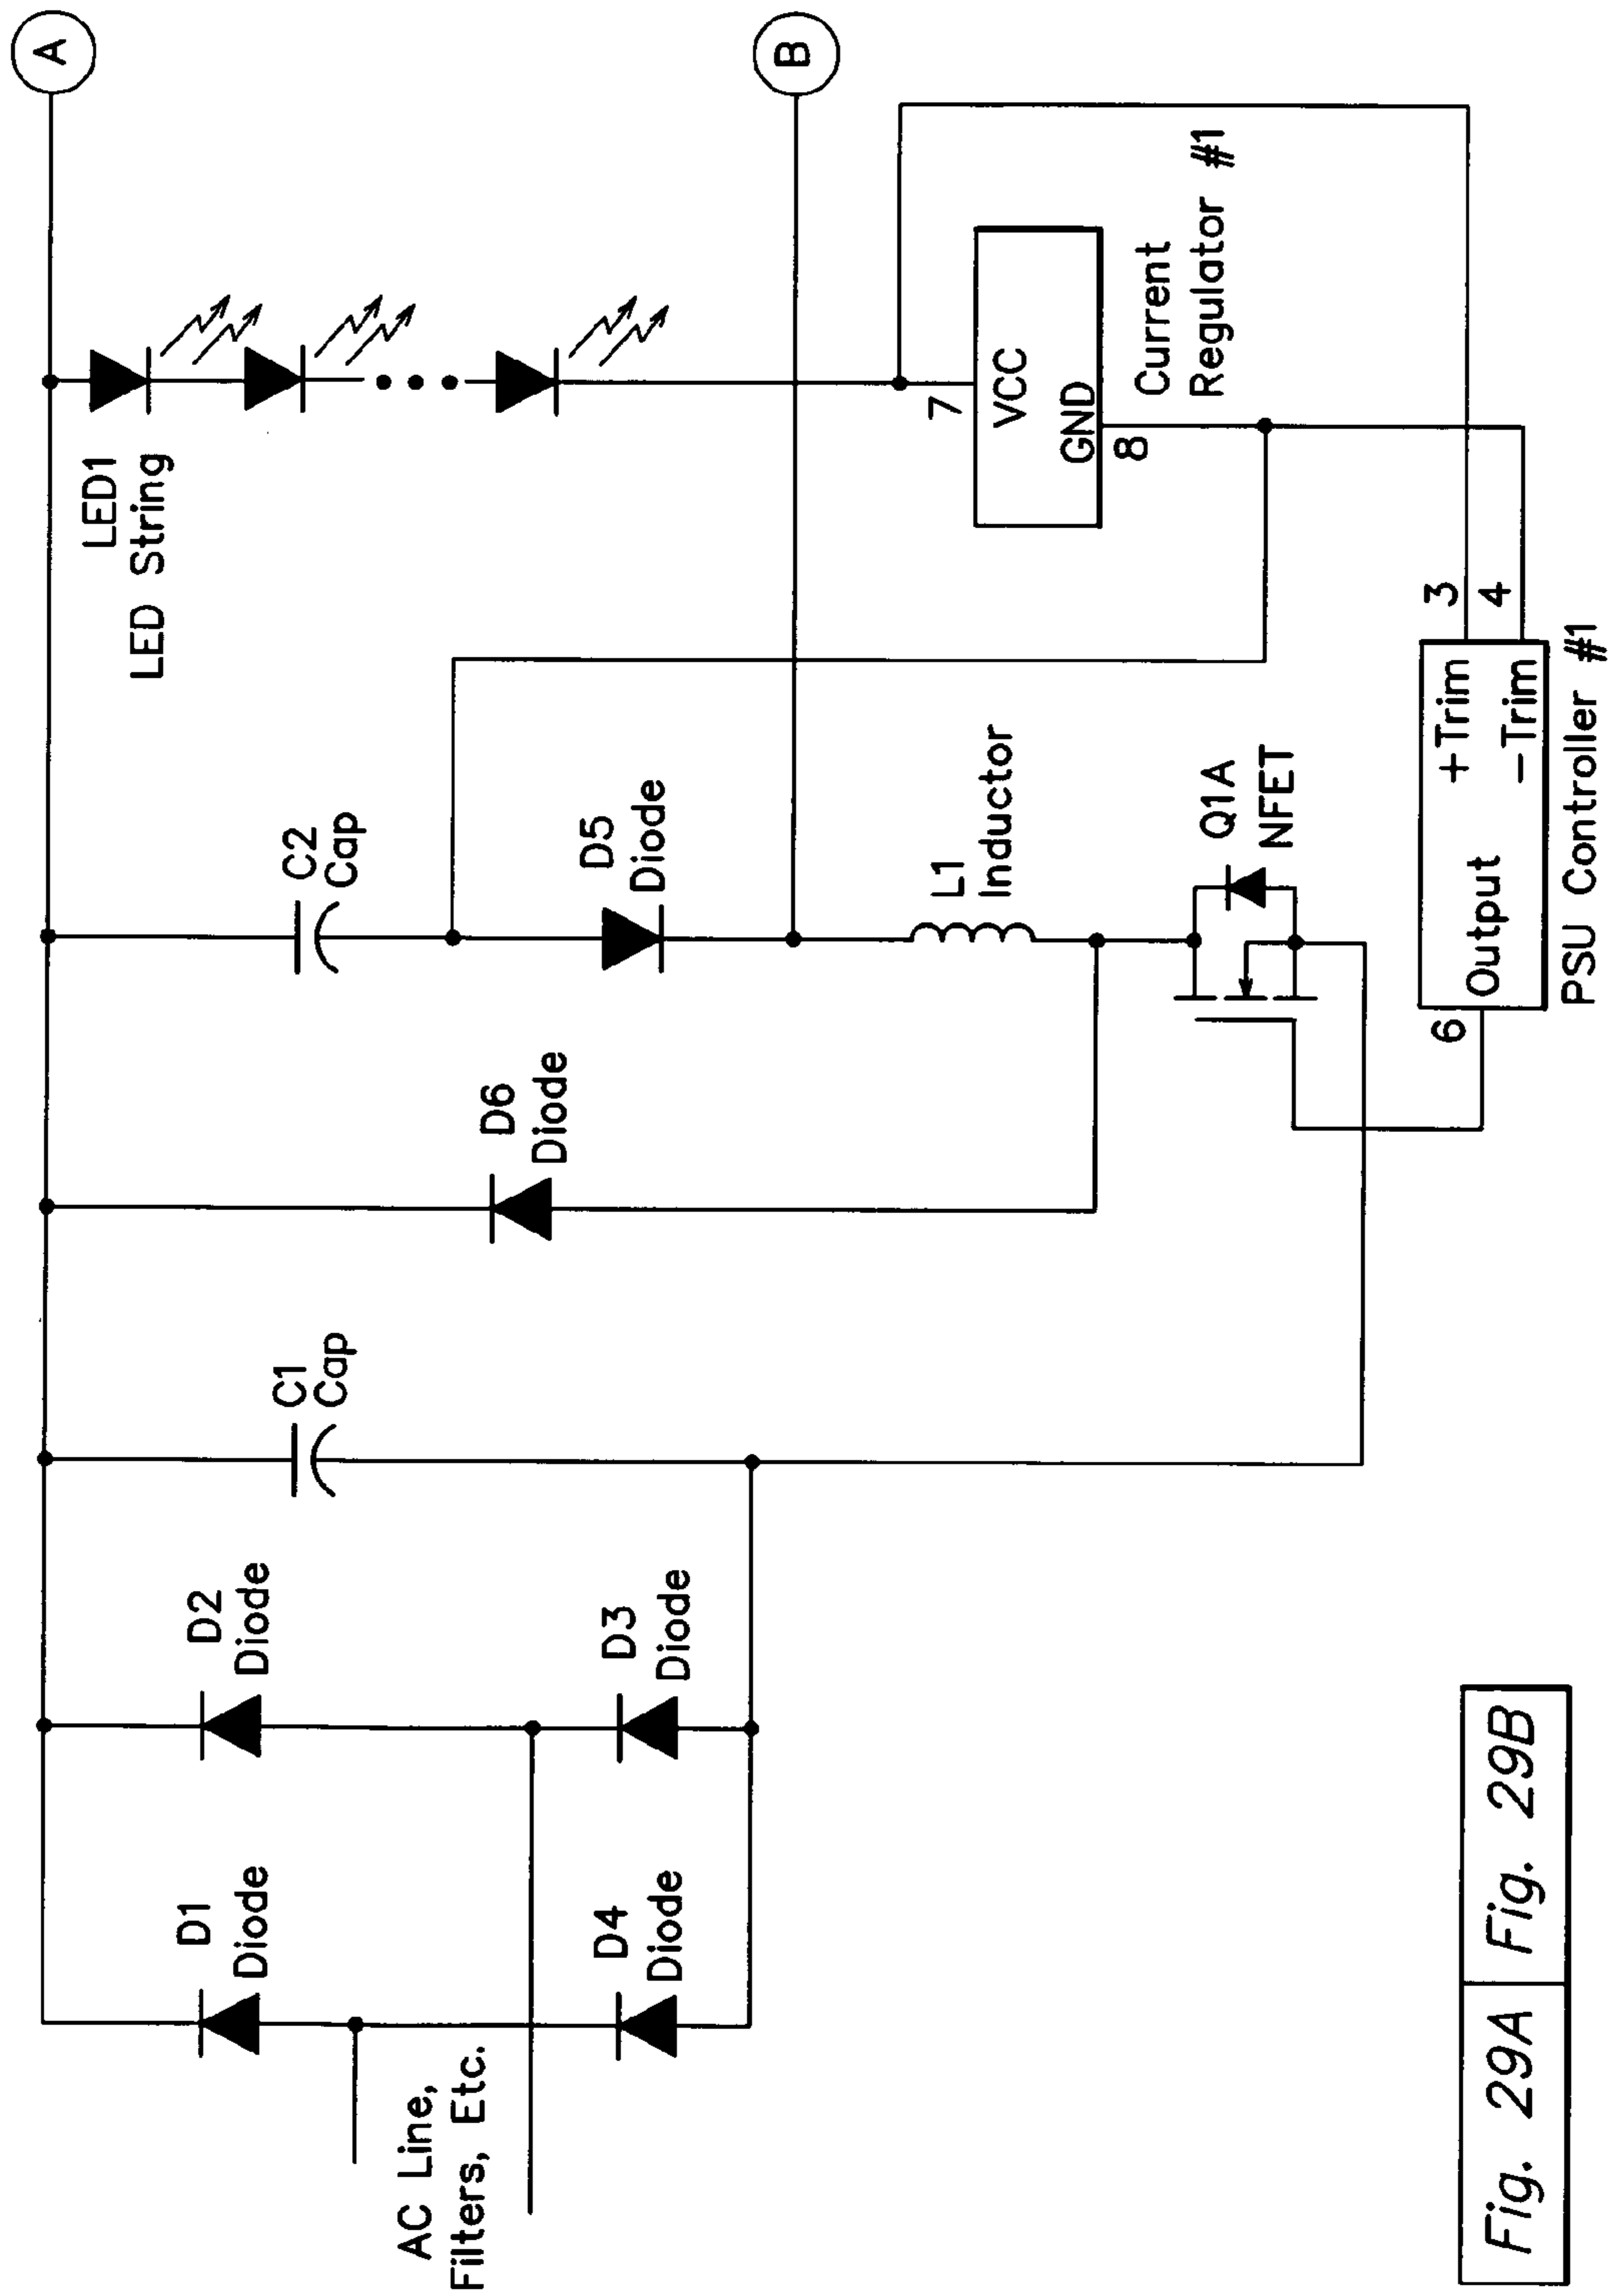 A
B
LED1
LED String
C2
Cap
D5
Diode
L1
Inductor
Q1A
NFET
7
VCC
GND
8
Current
Regulator #1
3
4
+Trim
−Trim
Output
6
PSU Controller #1
D6
Diode
C1
Cap
D2
Diode
D3
Diode
D1
Diode
D4
Diode
AC Line,
Filters, Etc.
Fig. 29A
Fig. 29B